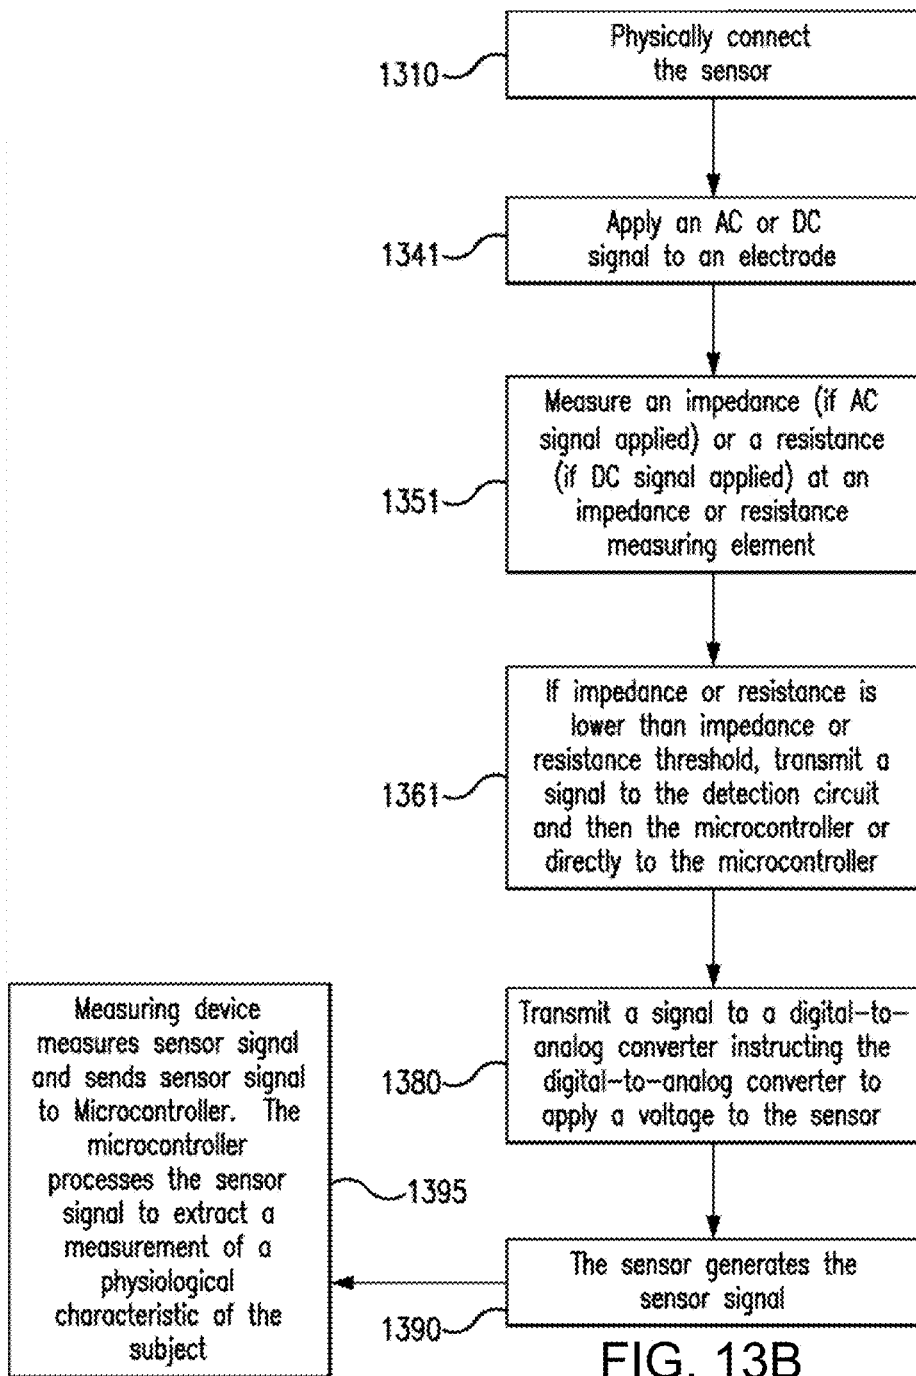 Physically connect
the sensor
1310
Apply an AC or DC
signal to an electrode
1341
Measure an impedance (if AC
signal applied) or a resistance
(if DC signal applied) at an
impedance or resistance
measuring element
1351
If impedance or resistance is
lower than impedance or
resistance threshold, transmit a
signal to the detection circuit
and then the microcontroller or
directly to the microcontroller
1361
Transmit a signal to a digital-to-
analog converter instructing the
digital-to-analog converter to
apply a voltage to the sensor
1380
The sensor generates the
sensor signal
1390
Measuring device
measures sensor signal
and sends sensor signal
to Microcontroller. The
microcontroller
processes the sensor
signal to extract a
measurement of a
physiological
characteristic of the
subject
1395
FIG. 13B